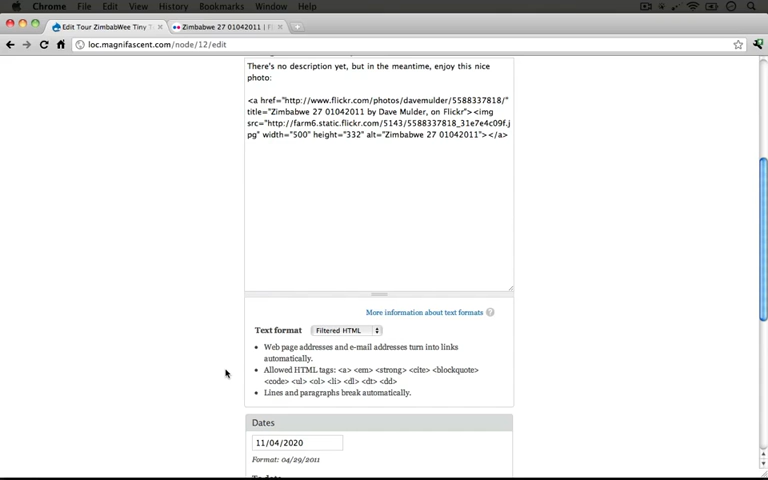 Chrome File Edit View History Bookmarks Window Help
Edit Tour ZimbabWee Tiny T
Zimbabwe 27 01042011 | Fl
loc.magnifascent.com/node/12/edit
There's no description yet, but in the meantime, enjoy this nice
photo:
<a href="http://www.flickr.com/photos/davemulder/5588337818/"
title="Zimbabwe 27 01042011 by Dave Mulder, on Flickr"><img
src="http://farm6.static.flickr.com/5143/5588337818_31e7e4c09f.j
pg" width="500" height="332" alt="Zimbabwe 27 01042011"></a>
More information about text formats ?
Text format Filtered HTML
Web page addresses and e-mail addresses turn into links
automatically.
Allowed HTML tags: <a> <em> <strong> <cite> <blockquote>
<code> <ul> <ol> <li> <dl> <dt> <dd>
Lines and paragraphs break automatically.
Dates
11/04/2020
Format: 04/29/2011